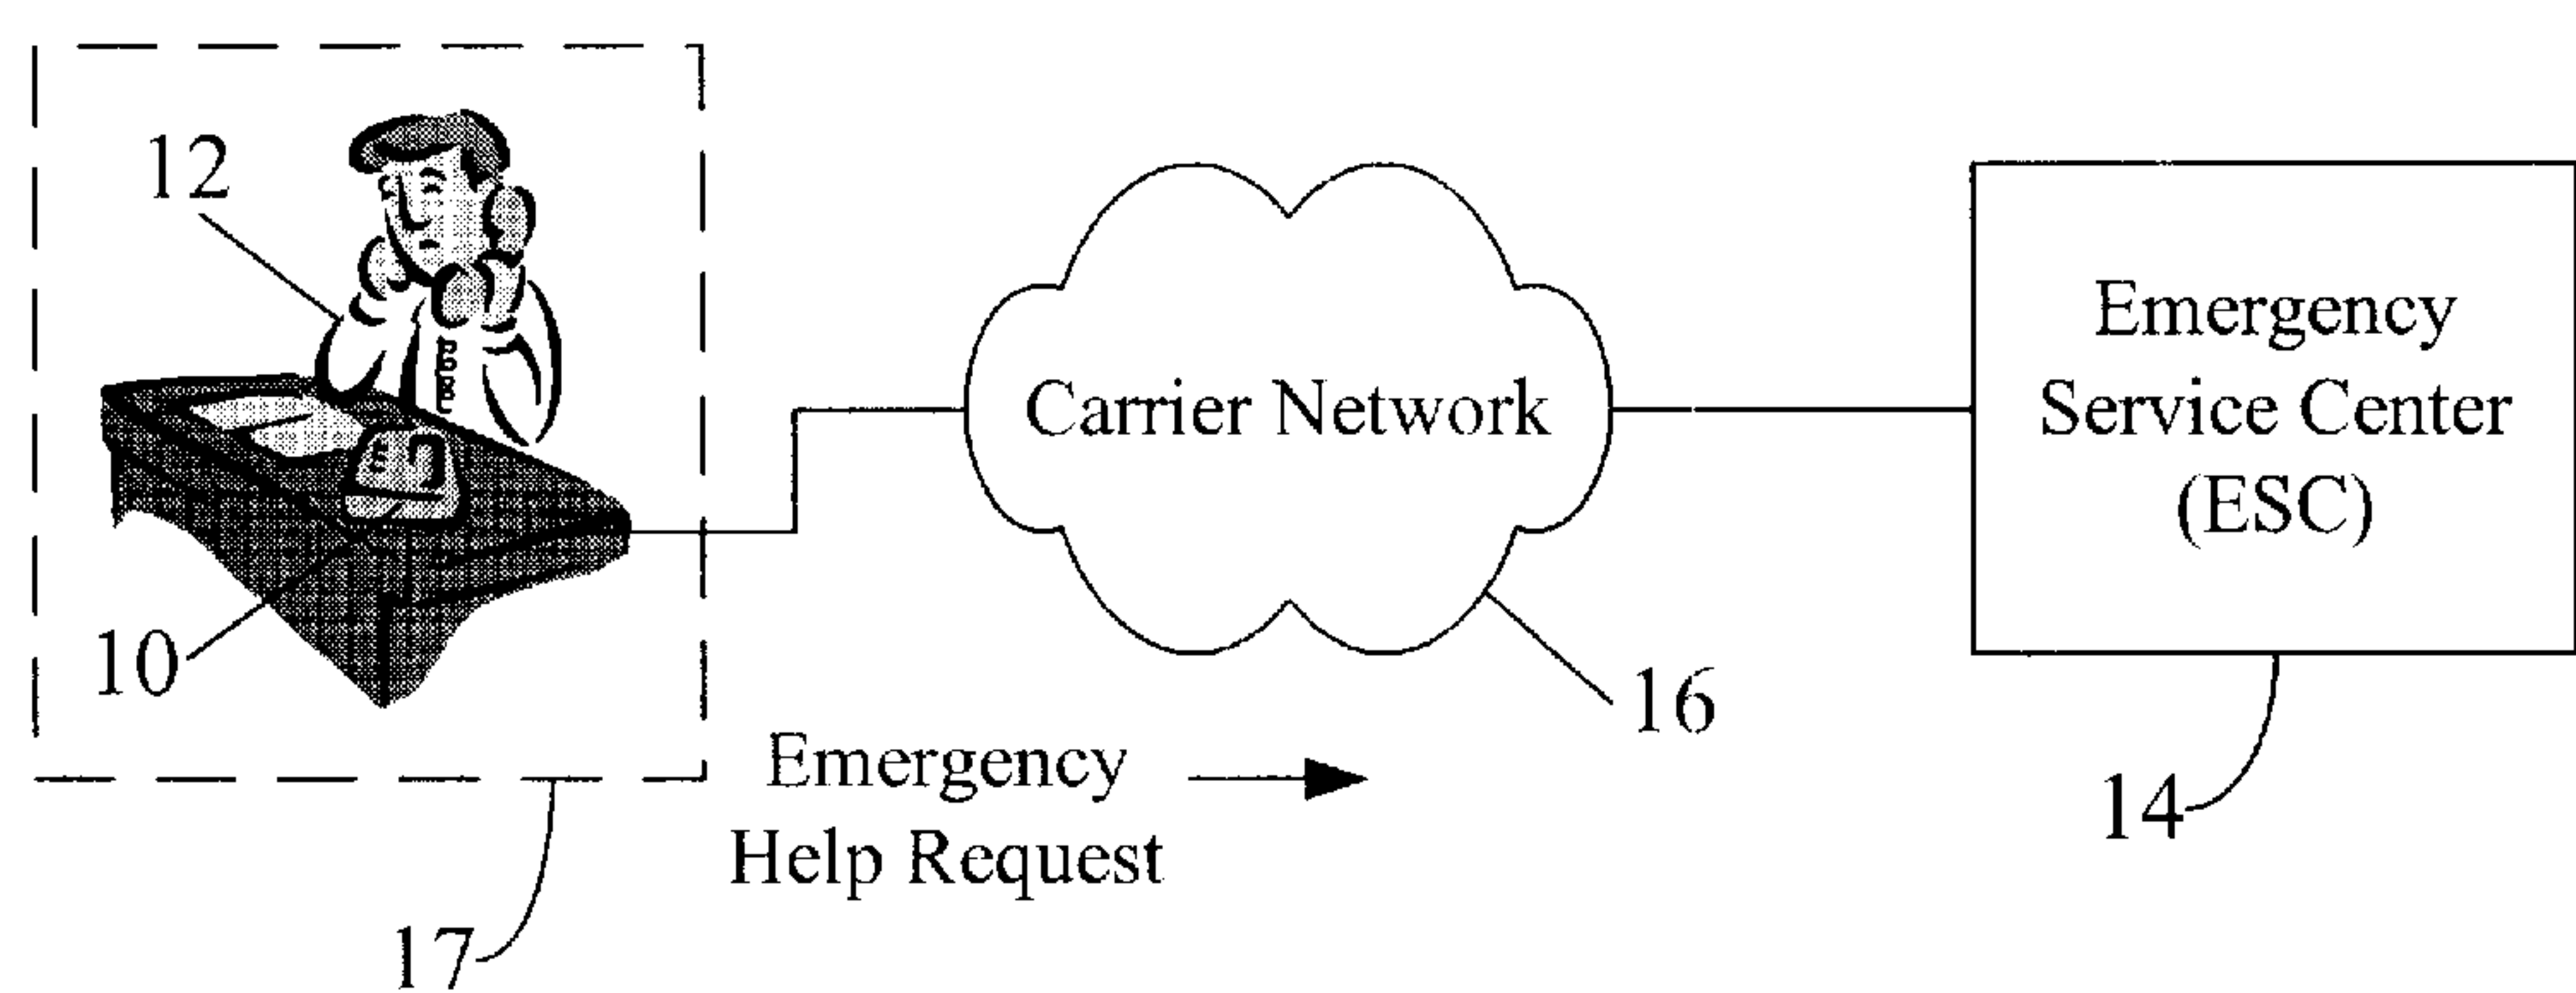 12
10
17
Carrier Network
16
Emergency
Help Request
Emergency
Service Center
(ESC)
14